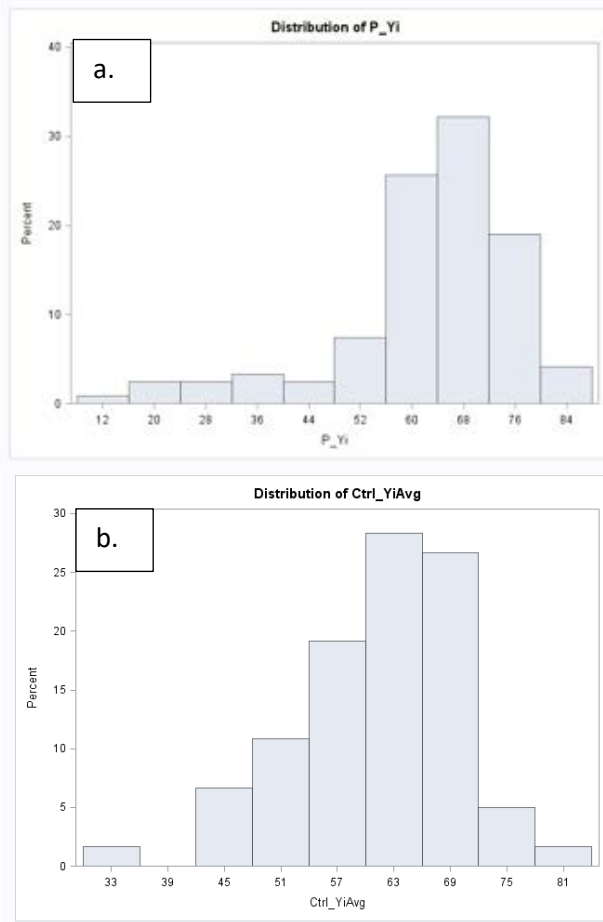 Distribution of P_Yi
a.
40
30
20
10
0
Percent
12 20 28 36 44 52 60 68 76 84
P_Yi
Distribution of Ctrl_YiAvg
b.
30
25
20
15
10
5
0
Percent
33 39 45 51 57 63 69 75 81
Ctrl_YiAvg